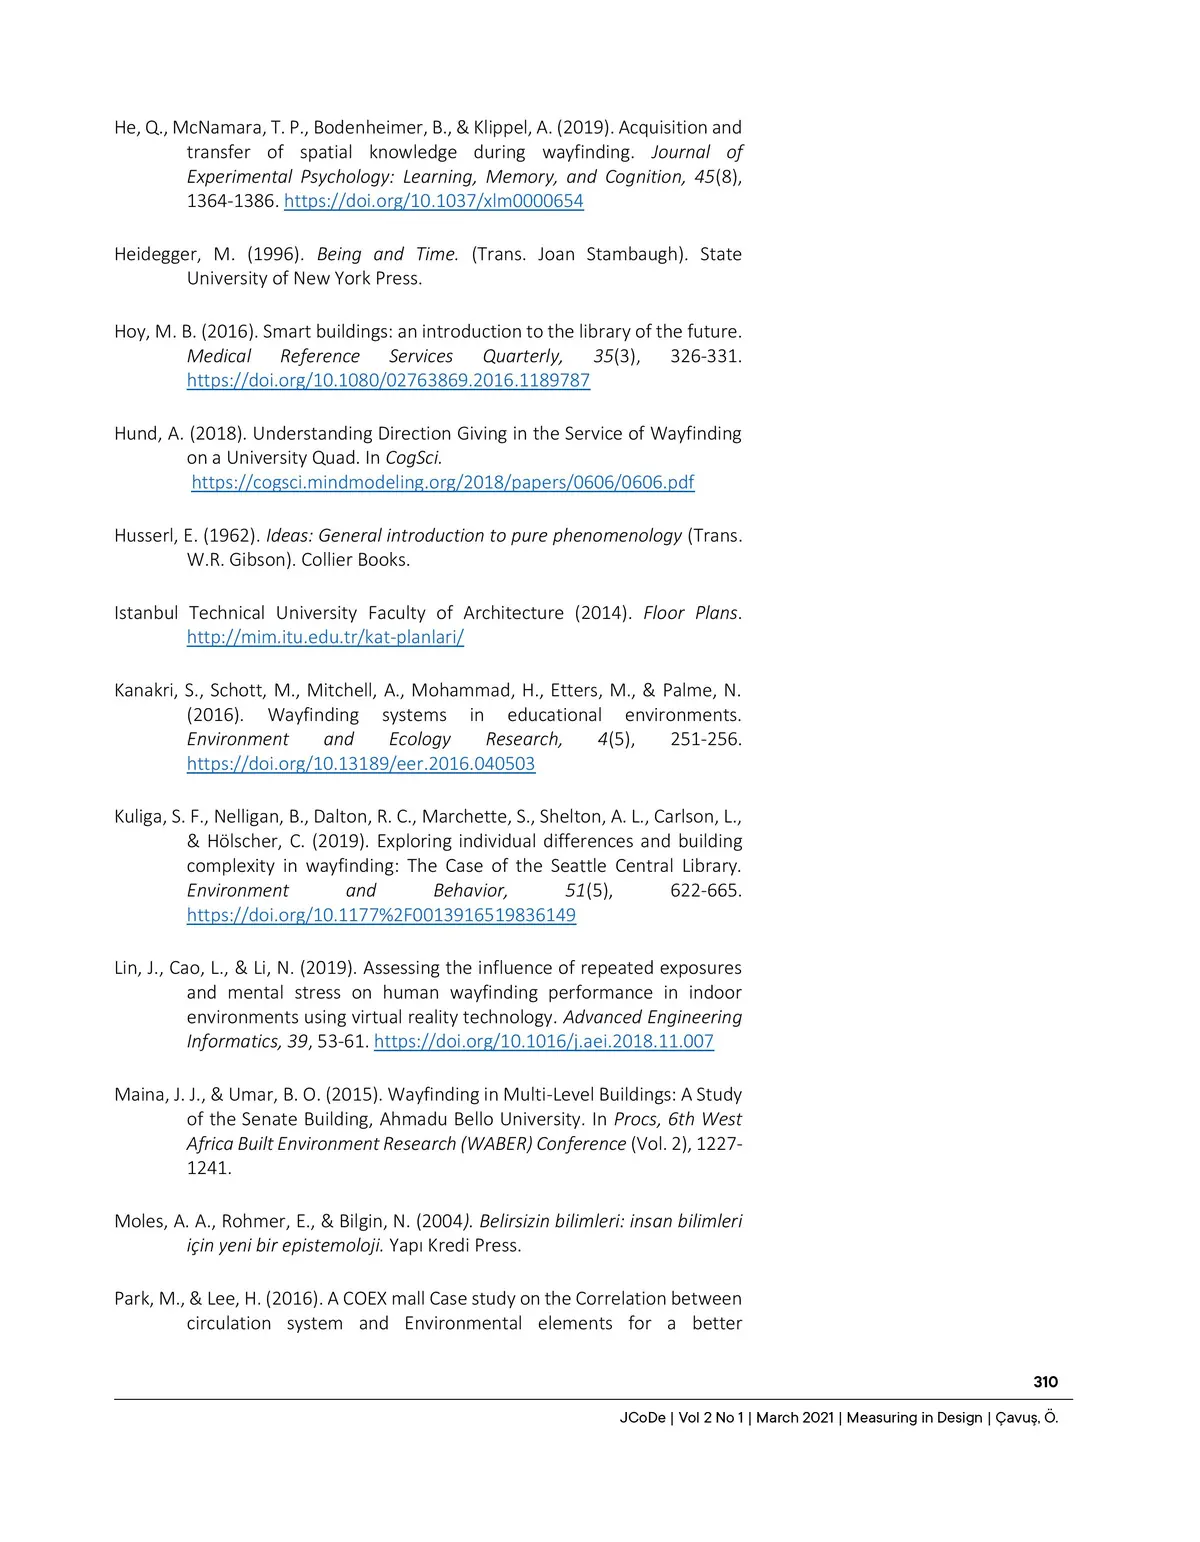 He, Q., McNamara, T. P., Bodenheimer, B., & Klippel, A. (2019). Acquisition and
transfer of spatial knowledge during wayfinding. Journal of
Experimental Psychology: Learning, Memory, and Cognition, 45(8),
1364-1386. https://doi.org/10.1037/xlm0000654
Heidegger, M. (1996). Being and Time. (Trans. Joan Stambaugh). State
University of New York Press.
Hoy, M. B. (2016). Smart buildings: an introduction to the library of the future.
Medical Reference Services Quarterly, 35(3), 326-331.
https://doi.org/10.1080/02763869.2016.1189787
Hund, A. (2018). Understanding Direction Giving in the Service of Wayfinding
on a University Quad. In CogSci.
https://cogsci.mindmodeling.org/2018/papers/0606/0606.pdf
Husserl, E. (1962). Ideas: General introduction to pure phenomenology (Trans.
W.R. Gibson). Collier Books.
Istanbul Technical University Faculty of Architecture (2014). Floor Plans.
http://mim.itu.edu.tr/kat-planlari/
Kanakri, S., Schott, M., Mitchell, A., Mohammad, H., Etters, M., & Palme, N.
(2016). Wayfinding systems in educational environments.
Environment and Ecology Research, 4(5), 251-256.
https://doi.org/10.13189/eer.2016.040503
Kuliga, S. F., Nelligan, B., Dalton, R. C., Marchette, S., Shelton, A. L., Carlson, L.,
& Hölscher, C. (2019). Exploring individual differences and building
complexity in wayfinding: The Case of the Seattle Central Library.
Environment and Behavior, 51(5), 622-665.
https://doi.org/10.1177%2F0013916519836149
Lin, J., Cao, L., & Li, N. (2019). Assessing the influence of repeated exposures
and mental stress on human wayfinding performance in indoor
environments using virtual reality technology. Advanced Engineering
Informatics, 39, 53-61. https://doi.org/10.1016/j.aei.2018.11.007
Maina, J. J., & Umar, B. O. (2015). Wayfinding in Multi-Level Buildings: A Study
of the Senate Building, Ahmadu Bello University. In Procs, 6th West
Africa Built Environment Research (WABER) Conference (Vol. 2), 1227-
1241.
Moles, A. A., Rohmer, E., & Bilgin, N. (2004). Belirsizin bilimleri: insan bilimleri
için yeni bir epistemoloji. Yapı Kredi Press.
Park, M., & Lee, H. (2016). A COEX mall Case study on the Correlation between
circulation system and Environmental elements for a better
310
JCoDe | Vol 2 No 1 | March 2021 | Measuring in Design | Çavuş, Ö.